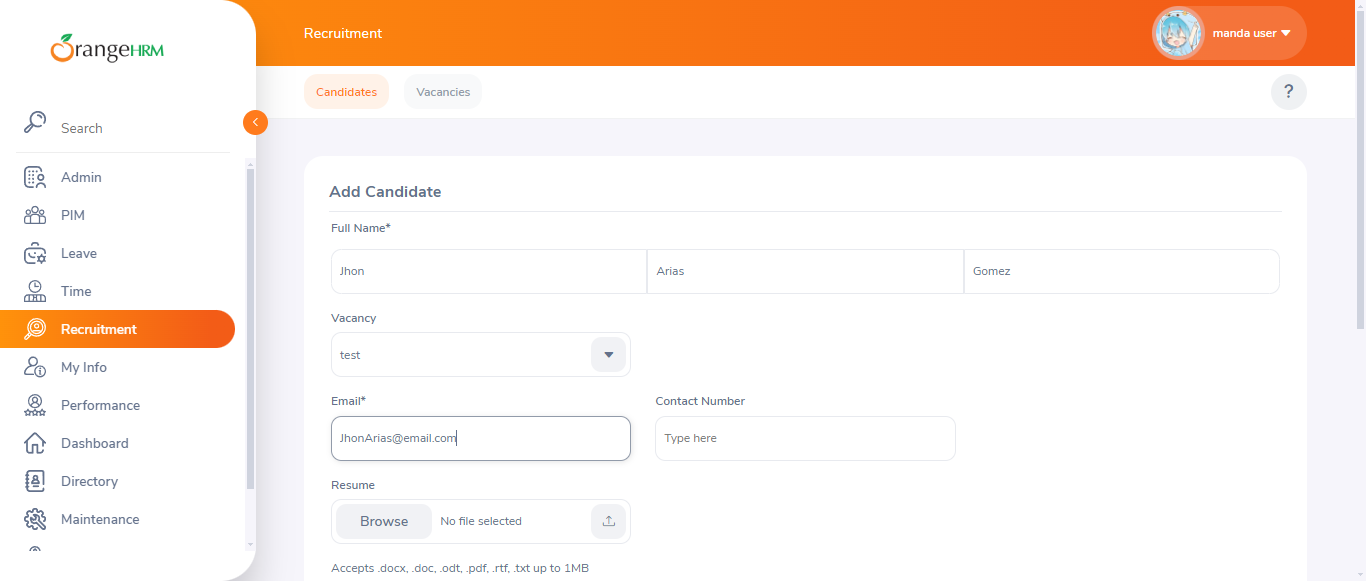 OrangeHRM
Recruitment
manda user
Candidates
Vacancies
?
Search
Admin
PIM
Leave
Time
Recruitment
My Info
Performance
Dashboard
Directory
Maintenance
Add Candidate
Full Name*
Jhon Arias Gomez
Vacancy
test
Email* Contact Number
JhonArias@email.com Type here
Resume
Browse No file selected
Accepts .docx, .doc, .odt, .pdf, .rtf, .txt up to 1MB